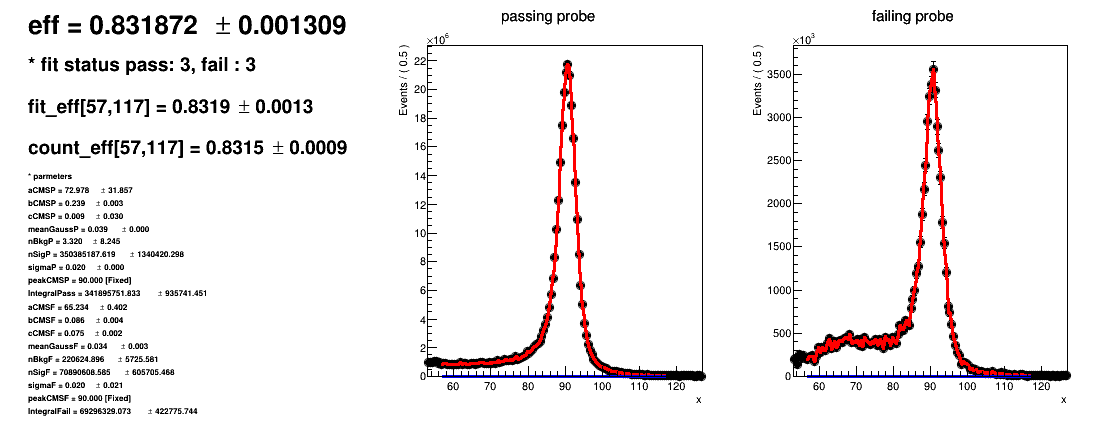 eff = 0.831872 ± 0.001309
* fit status pass: 3, fail : 3
fit_eff[57,117] = 0.8319 ± 0.0013
count_eff[57,117] = 0.8315 ± 0.0009
* parmeters
aCMSP = 72.978 ± 31.857
bCMSP = 0.239 ± 0.003
cCMSP = 0.009 ± 0.030
meanGaussP = 0.039 ± 0.000
nBkgP = 3.320 ± 8.245
nSigP = 350385187.619 ± 1340420.298
sigmaP = 0.020 ± 0.000
peakCMSP = 90.000 [Fixed]
IntegralPass = 341895751.833 ± 935741.451
aCMSF = 65.234 ± 0.402
bCMSF = 0.086 ± 0.004
cCMSF = 0.075 ± 0.002
meanGaussF = 0.034 ± 0.003
nBkgF = 220624.896 ± 5725.581
nSigF = 70890608.585 ± 605705.468
sigmaF = 0.020 ± 0.021
peakCMSF = 90.000 [Fixed]
IntegralFail = 69296329.073 ± 422775.744
passing probe
×10⁶
Events / ( 0.5 )
22
20
18
16
14
12
10
8
6
4
2
0
60 70 80 90 100 110 120
x
failing probe
×10³
Events / ( 0.5 )
3500
3000
2500
2000
1500
1000
500
0
60 70 80 90 100 110 120
x